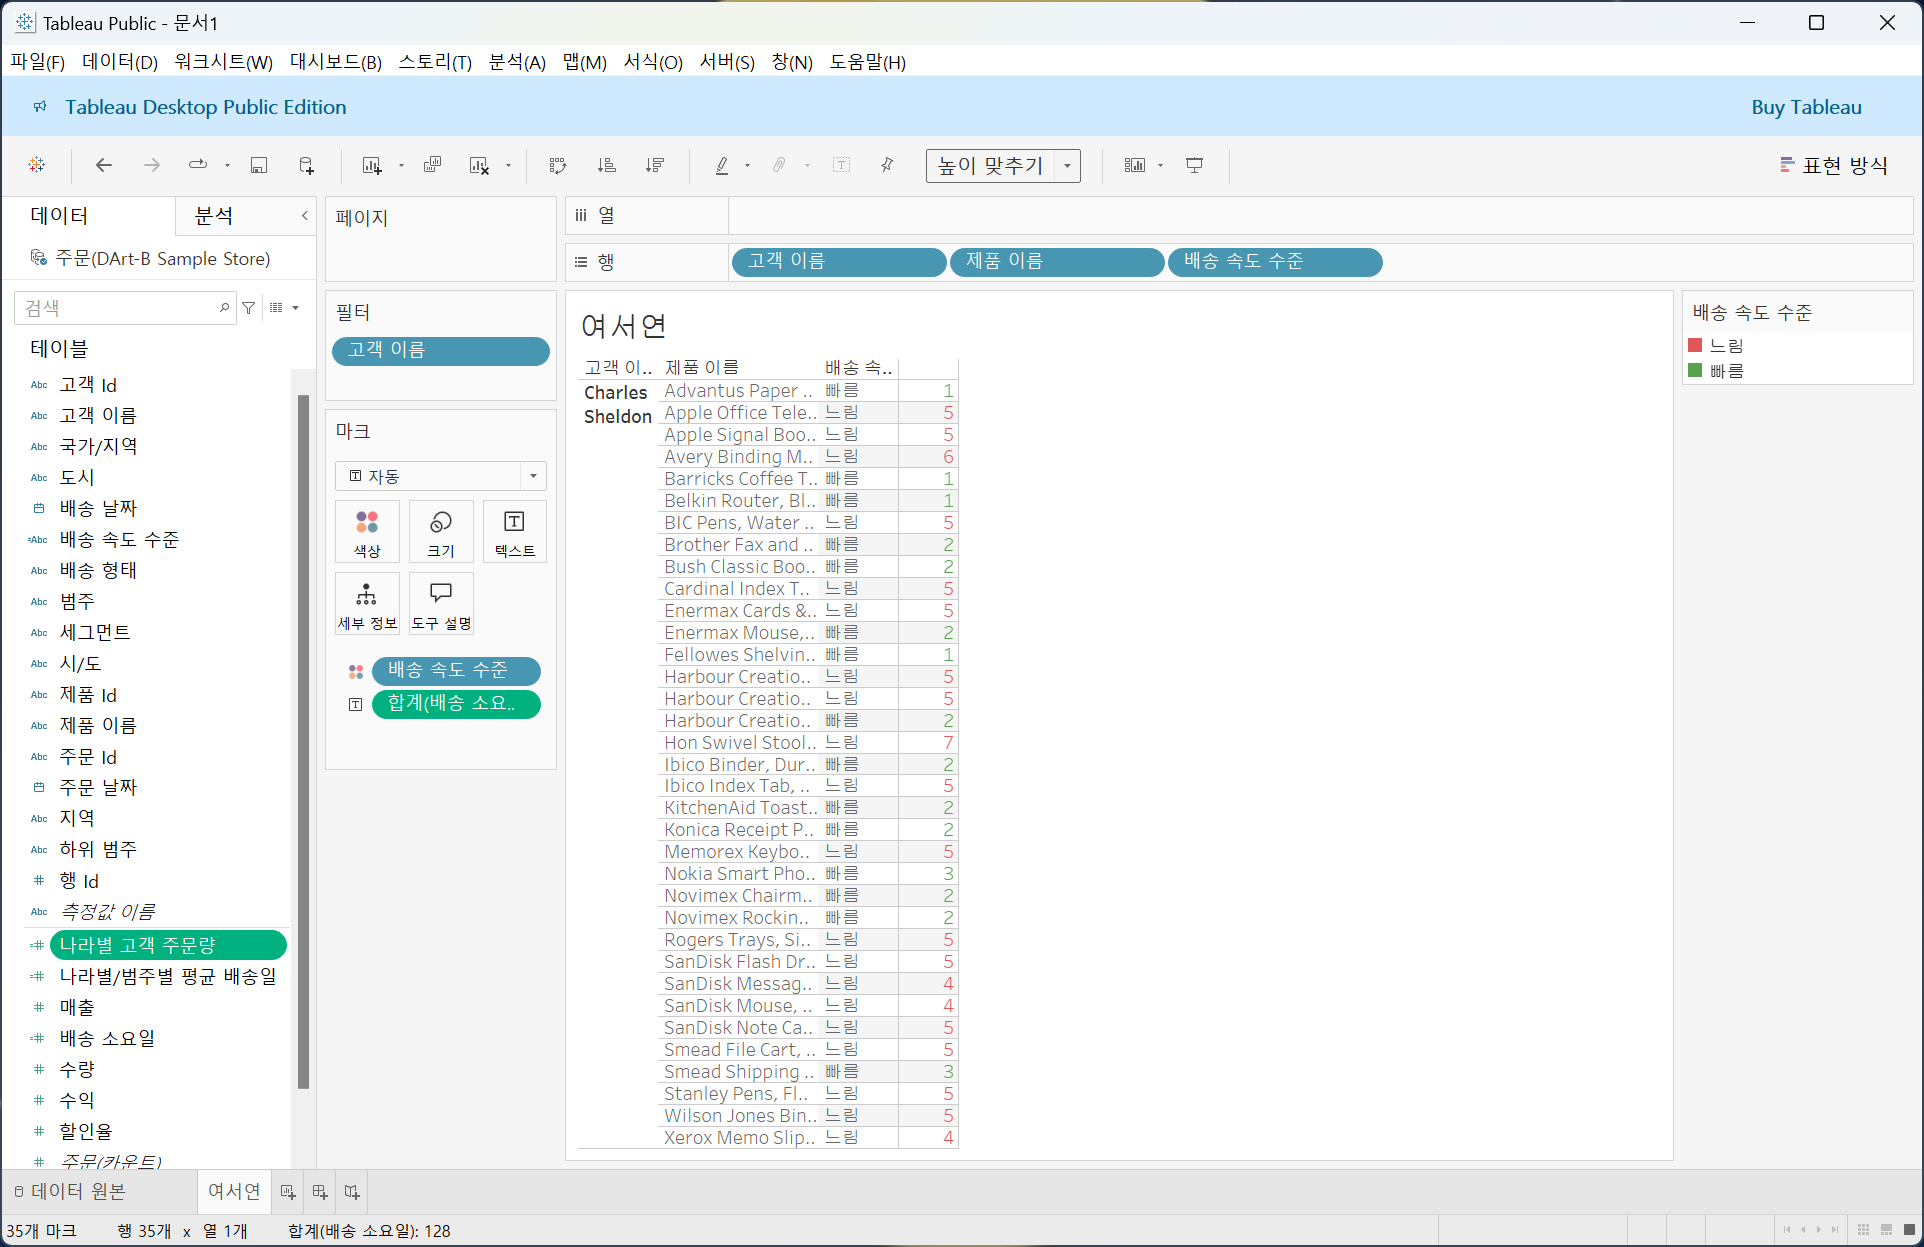 Tableau Public - 문서1
파일(F) 데이터(D) 워크시트(W) 대시보드(B) 스토리(T) 분석(A) 맵(M) 서식(O) 서버(S) 창(N) 도움말(H)
Tableau Desktop Public Edition Buy Tableau
높이 맞추기 표현 방식
데이터 분석
주문(DArt-B Sample Store)
검색
테이블
Abc 고객 Id
Abc 고객 이름
Abc 국가/지역
Abc 도시
배송 날짜
=Abc 배송 속도 수준
Abc 배송 형태
Abc 범주
Abc 세그먼트
Abc 시/도
Abc 제품 Id
Abc 제품 이름
Abc 주문 Id
주문 날짜
Abc 지역
Abc 하위 범주
# 행 Id
Abc 측정값 이름
=# 나라별 고객 주문량
=# 나라별/범주별 평균 배송일
# 매출
=# 배송 소요일
# 수량
# 수익
# 할인율
# 주문(카운트)
페이지
필터
고객 이름
마크
자동
색상 크기 텍스트
세부 정보 도구 설명
배송 속도 수준
합계(배송 소요..
열
행 고객 이름 제품 이름 배송 속도 수준
여서연
고객 이.. 제품 이름 배송 속..
Charles Advantus Paper .. 빠름 1
Sheldon Apple Office Tele.. 느림 5
Apple Signal Boo.. 느림 5
Avery Binding M.. 느림 6
Barricks Coffee T.. 빠름 1
Belkin Router, Bl.. 빠름 1
BIC Pens, Water .. 느림 5
Brother Fax and .. 빠름 2
Bush Classic Boo.. 빠름 2
Cardinal Index T.. 느림 5
Enermax Cards &.. 느림 5
Enermax Mouse,.. 빠름 2
Fellowes Shelvin.. 빠름 1
Harbour Creatio.. 느림 5
Harbour Creatio.. 느림 5
Harbour Creatio.. 빠름 2
Hon Swivel Stool.. 느림 7
Ibico Binder, Dur.. 빠름 2
Ibico Index Tab, .. 느림 5
KitchenAid Toast.. 빠름 2
Konica Receipt P.. 빠름 2
Memorex Keybo.. 느림 5
Nokia Smart Pho.. 빠름 3
Novimex Chairm.. 빠름 2
Novimex Rockin.. 빠름 2
Rogers Trays, Si.. 느림 5
SanDisk Flash Dr.. 느림 5
SanDisk Messag.. 느림 4
SanDisk Mouse, .. 느림 4
SanDisk Note Ca.. 느림 5
Smead File Cart, .. 느림 5
Smead Shipping .. 빠름 3
Stanley Pens, Fl.. 느림 5
Wilson Jones Bin.. 느림 5
Xerox Memo Slip.. 느림 4
배송 속도 수준
느림
빠름
데이터 원본 여서연
35개 마크 행 35개 x 열 1개 합계(배송 소요일): 128